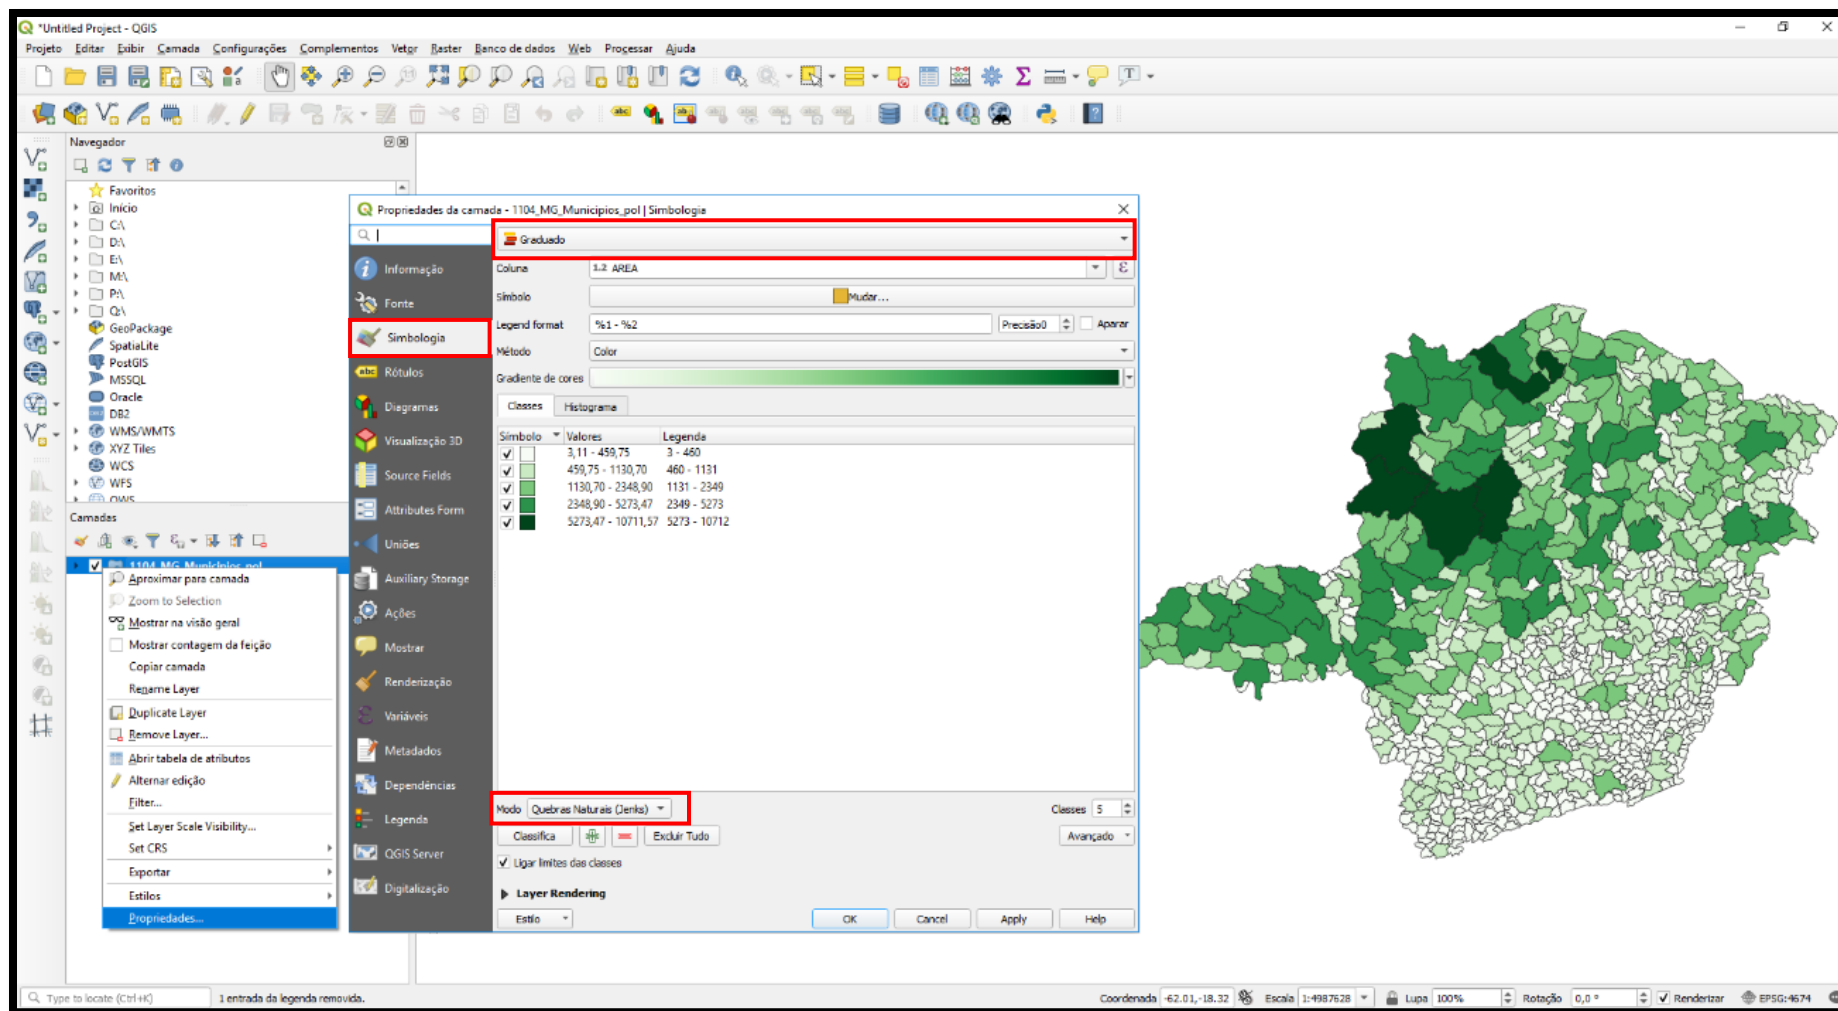 *Untitled Project - QGIS
Projeto Editar Exibir Camada Configurações Complementos Vetor Raster Banco de dados Web Processar Ajuda
Navegador
Favoritos
Início
C:\
D:\
E:\
M:\
P:\
Q:\
GeoPackage
SpatiaLite
PostGIS
MSSQL
Oracle
DB2
WMS/WMTS
XYZ Tiles
WCS
WFS
OWS
Camadas
1104_MG_Municipios_pol
Aproximar para camada
Zoom to Selection
Mostrar na visão geral
Mostrar contagem da feição
Copiar camada
Rename Layer
Duplicate Layer
Remove Layer...
Abrir tabela de atributos
Alternar edição
Filter...
Set Layer Scale Visibility...
Set CRS
Exportar
Estilos
Propriedades...
Propriedades da camada - 1104_MG_Municipios_pol | Simbologia
Informação
Fonte
Simbologia
Rótulos
Diagramas
Visualização 3D
Source Fields
Attributes Form
Uniões
Auxiliary Storage
Ações
Mostrar
Renderização
Variáveis
Metadados
Dependências
Legenda
QGIS Server
Digitalização
Graduado
Coluna 1.2 AREA ε
Símbolo Mudar...
Legend format %1 - %2 Precisão0 Aparar
Método Color
Gradiente de cores
Classes Histograma
Símbolo Valores Legenda
3,11 - 459,75 3 - 460
459,75 - 1130,70 460 - 1131
1130,70 - 2348,90 1131 - 2349
2348,90 - 5273,47 2349 - 5273
5273,47 - 10711,57 5273 - 10712
Modo Quebras Naturais (Jenks) Classes 5
Classifica Excluir Tudo Avançado
Ligar limites das classes
Layer Rendering
Estilo OK Cancel Apply Help
Type to locate (Ctrl+K) 1 entrada da legenda removida. Coordenada -62.01,-18.32 Escala 1:4987628 Lupa 100% Rotação 0,0 ° Renderizar EPSG:4674